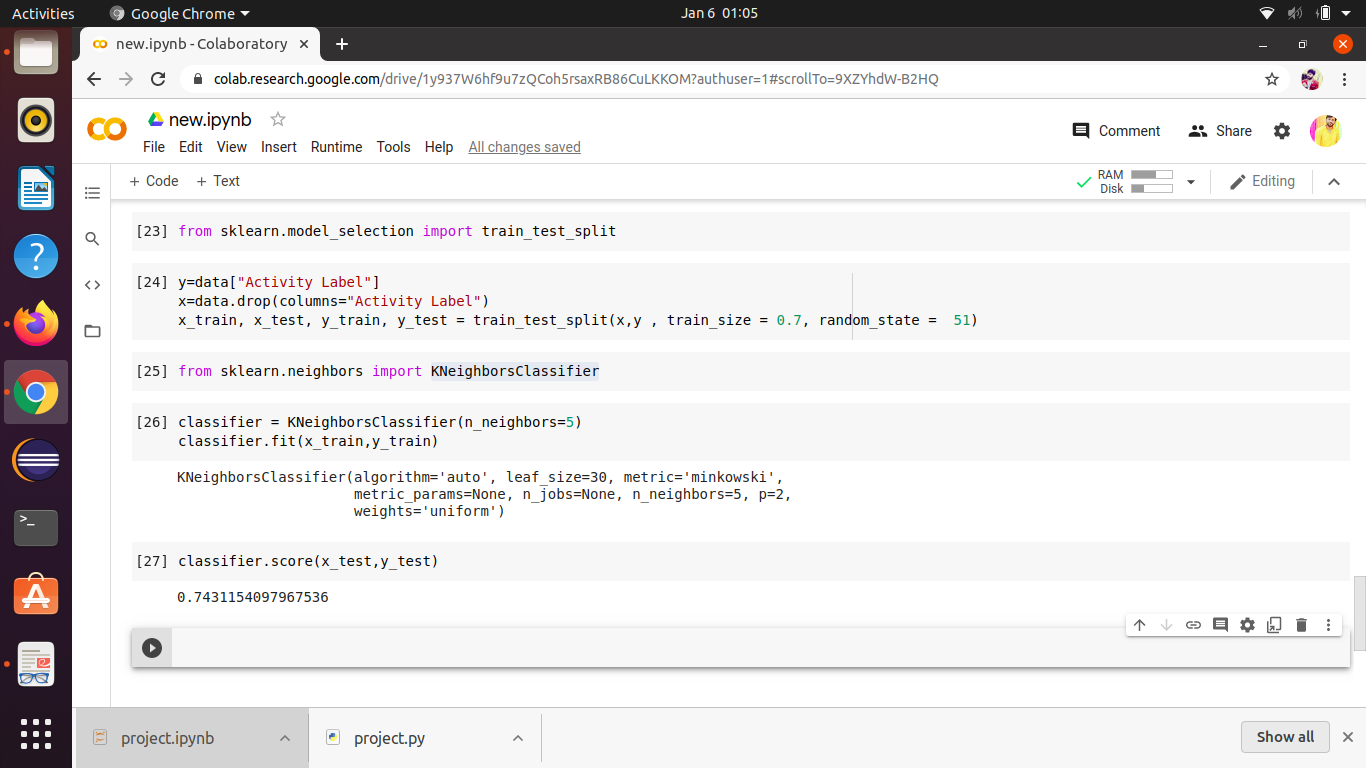 Activities
Google Chrome
Jan 6 01:05
new.ipynb - Colaboratory
colab.research.google.com/drive/1y937W6hf9u7zQCoh5rsaxRB86CuLKKOM?authuser=1#scrollTo=9XZYhdW-B2HQ
new.ipynb
Comment
Share
File Edit View Insert Runtime Tools Help All changes saved
+ Code + Text
RAM
Disk
Editing
[23] from sklearn.model_selection import train_test_split
[24] y=data["Activity Label"]
x=data.drop(columns="Activity Label")
x_train, x_test, y_train, y_test = train_test_split(x,y , train_size = 0.7, random_state =  51)
[25] from sklearn.neighbors import KNeighborsClassifier
[26] classifier = KNeighborsClassifier(n_neighbors=5)
classifier.fit(x_train,y_train)
KNeighborsClassifier(algorithm='auto', leaf_size=30, metric='minkowski',
metric_params=None, n_jobs=None, n_neighbors=5, p=2,
weights='uniform')
[27] classifier.score(x_test,y_test)
0.7431154097967536
project.ipynb
project.py
Show all